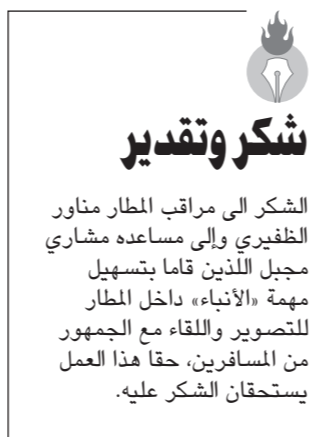 شكر وتقدير
الشكر الى مراقب المطار مناور
الظفيري وإلى مساعده مشاري
مجبل اللذين قاما بتسهيل
مهمة «الأنباء» داخل المطار
للتصوير واللقاء مع الجمهور
من المسافرين، حقا هذا العمل
يستحقان الشكر عليه.